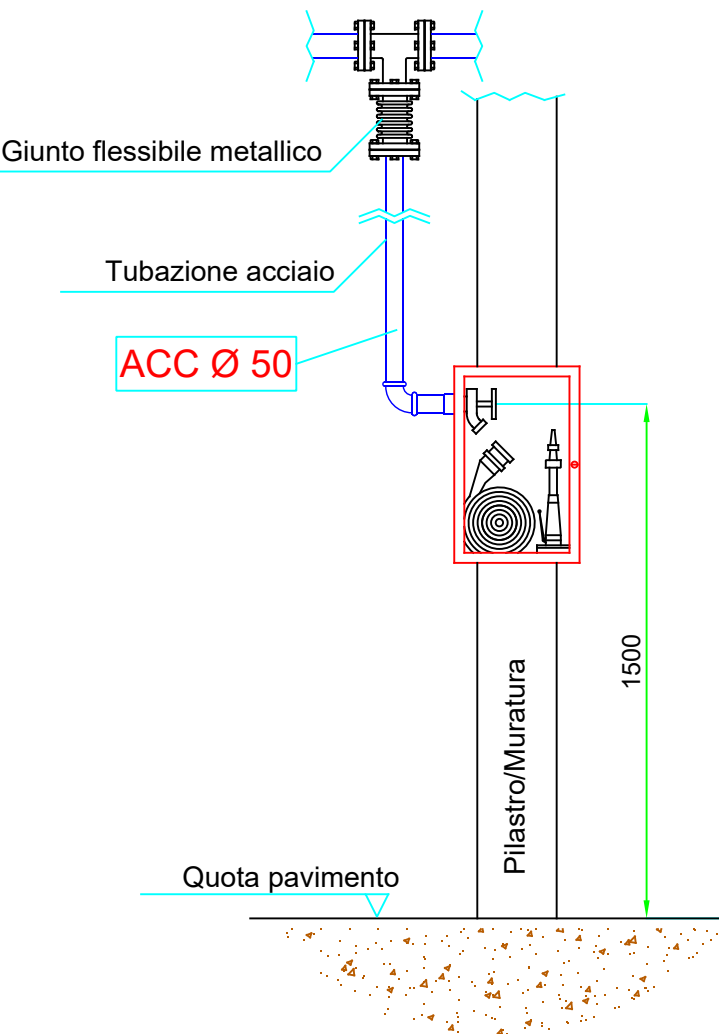 Giunto flessibile metallico
Tubazione acciaio
ACC Ø 50
1500
Pilastro/Muratura
Quota pavimento